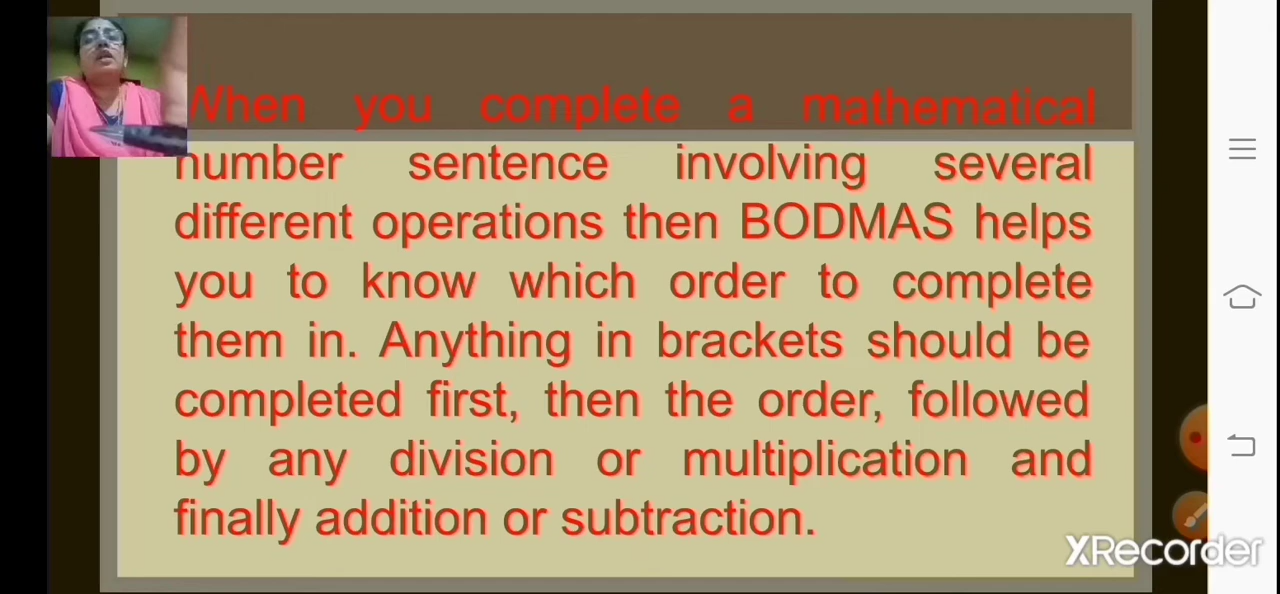 When you complete a mathematical
number sentence involving several
different operations then BODMAS helps
you to know which order to complete
them in. Anything in brackets should be
completed first, then the order, followed
by any division or multiplication and
finally addition or subtraction.
XRecorder